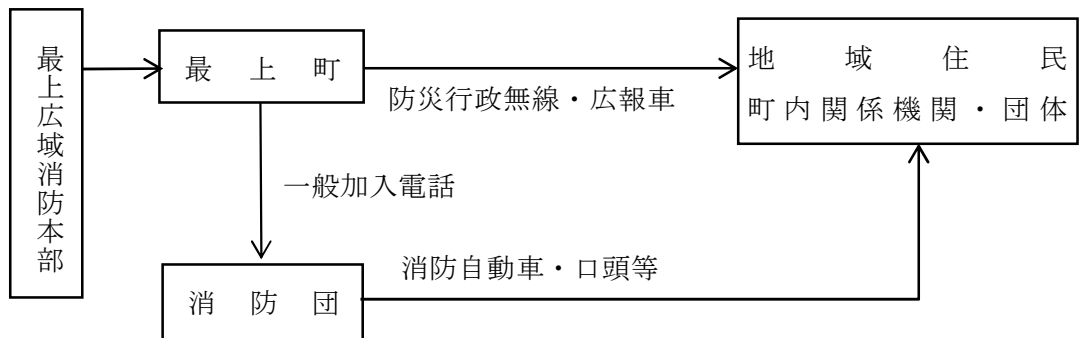 最上広域消防本部
最上町
防災行政無線・広報車
地域住民
町内関係機関・団体
一般加入電話
消防自動車・口頭等
消防団